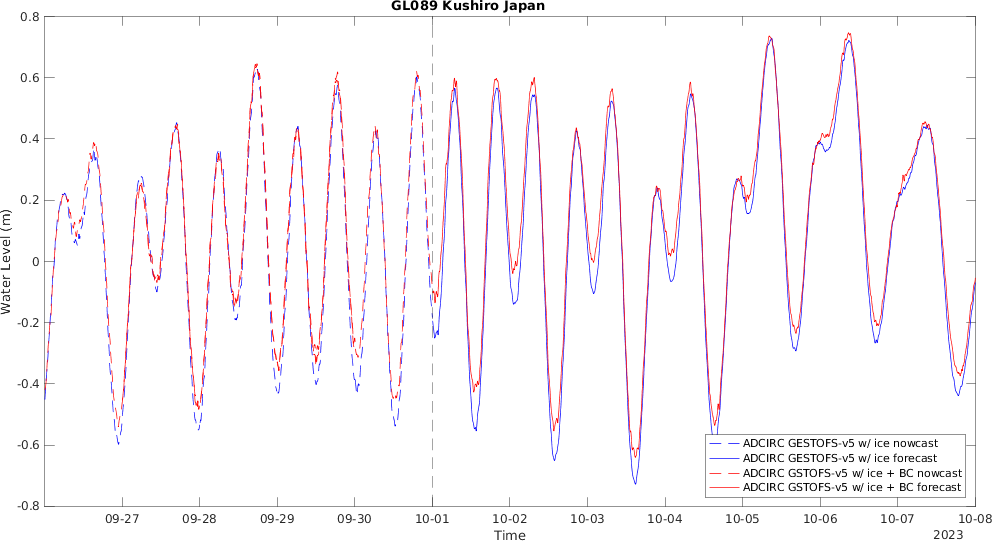 GL089 Kushiro Japan
0.8
0.6
0.4
0.2
0
-0.2
-0.4
-0.6
-0.8
Water Level (m)
ADCIRC GESTOFS-v5 w/ ice nowcast
ADCIRC GESTOFS-v5 w/ ice forecast
ADCIRC GSTOFS-v5 w/ ice + BC nowcast
ADCIRC GSTOFS-v5 w/ ice + BC forecast
09-27 09-28 09-29 09-30 10-01 10-02 10-03 10-04 10-05 10-06 10-07 10-08
Time
2023